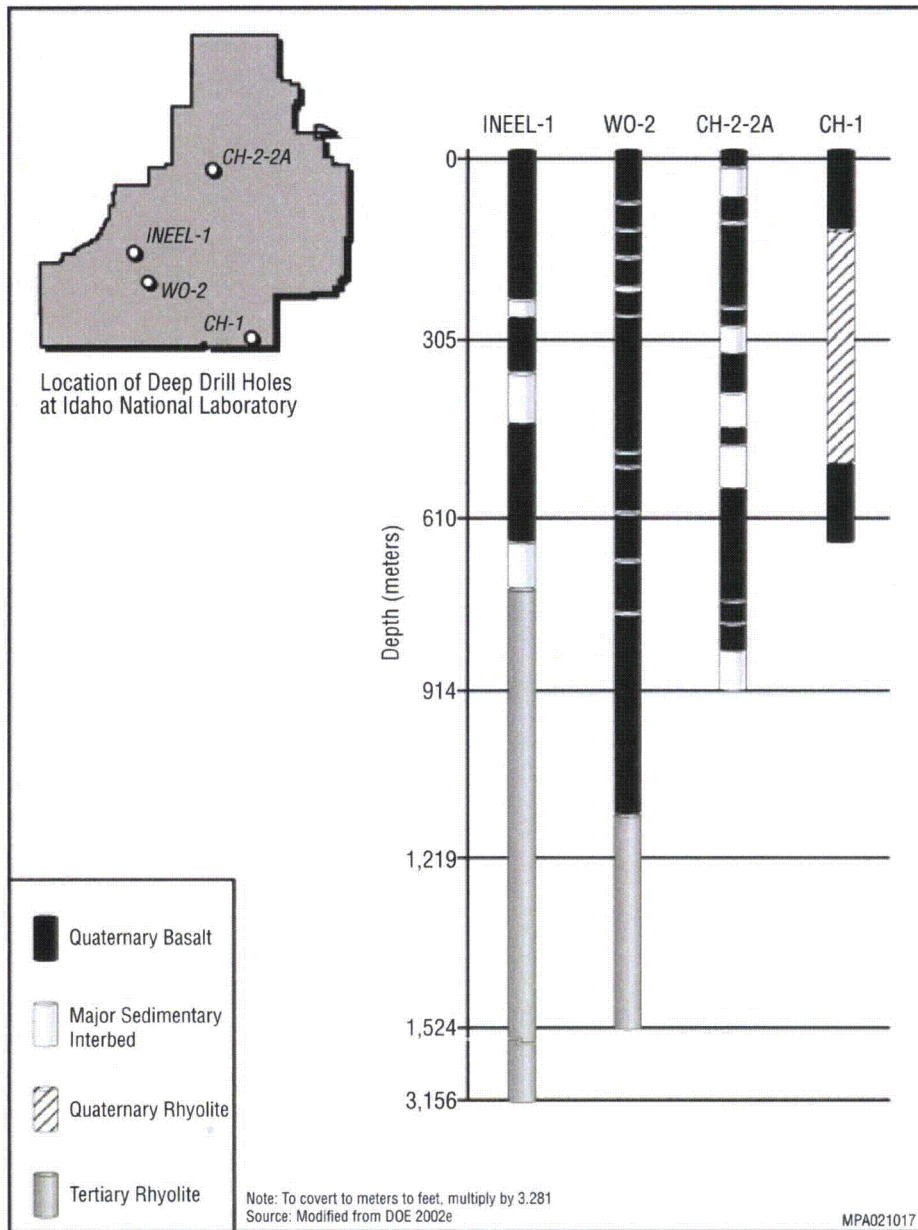 CH-2-2A
INEEL-1
WO-2
CH-1
Location of Deep Drill Holes
at Idaho National Laboratory
INEEL-1 WO-2 CH-2-2A CH-1
Depth (meters)
0
305
610
914
1,219
1,524
3,156
Quaternary Basalt
Major Sedimentary
Interbed
Quaternary Rhyolite
Tertiary Rhyolite
Note: To covert to meters to feet, multiply by 3.281
Source: Modified from DOE 2002e
MPA021017